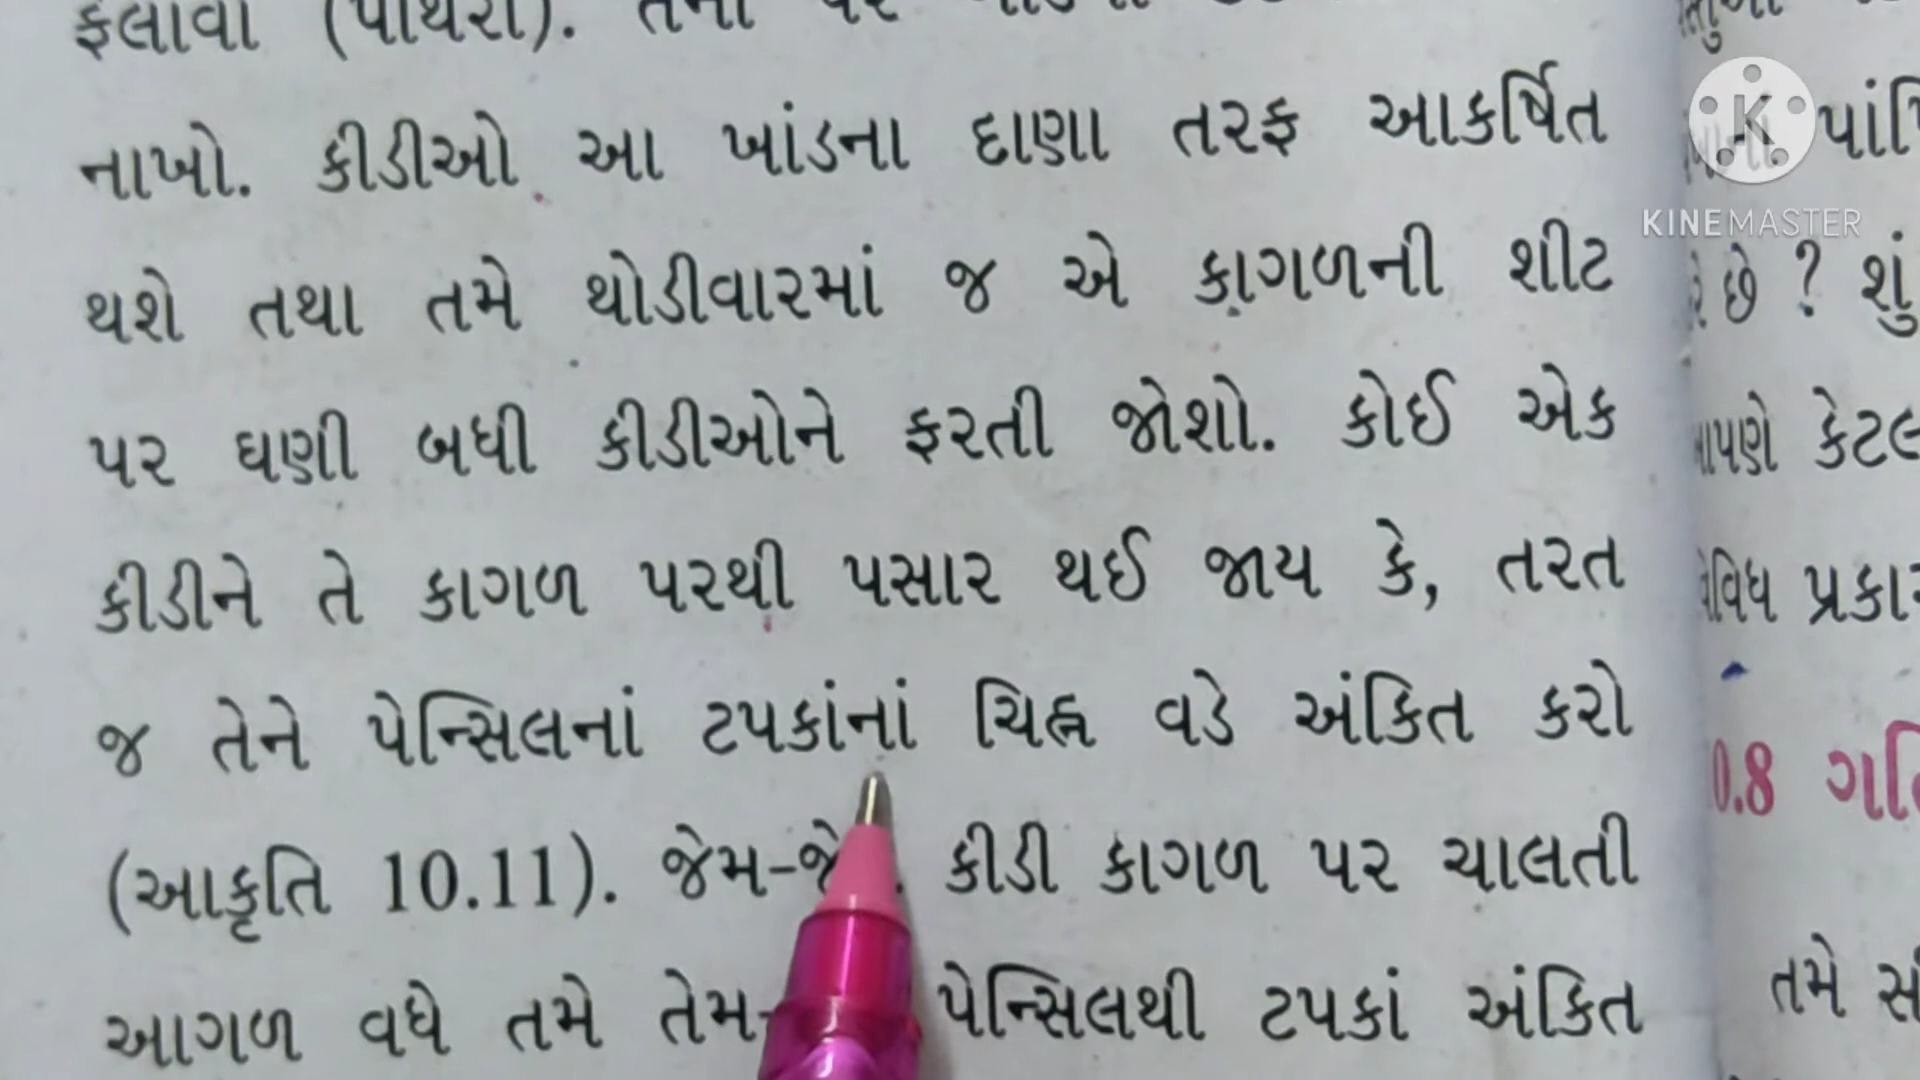 ફેલાવો (પાથરો). તેના પર
નાખો. કીડીઓ આ ખાંડના દાણા તરફ આકર્ષિત
થશે તથા તમે થોડીવારમાં જ એ કાગળની શીટ
પર ઘણી બધી કીડીઓને ફરતી જોશો. કોઈ એક
કીડીને તે કાગળ પરથી પસાર થઈ જાય કે, તરત
જ તેને પેન્સિલનાં ટપકાંનાં ચિહ્ન વડે અંકિત કરો
(આકૃતિ 10.11). જેમ- કીડી કાગળ પર ચાલતી
આગળ વધે તમે તેમ- પેન્સિલથી ટપકાં અંકિત
KINEMASTER
છે ? શું
પ્રકાર
0.8
તમે